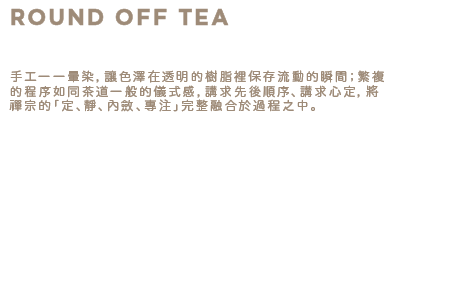 ROUND OFF TEA
手工一一暈染，讓色澤在透明的樹脂裡保存流動的瞬間；繁複
的程序如同茶道一般的儀式感，講求先後順序、講求心定，將
禪宗的「定、靜、內斂、專注」完整融合於過程之中。